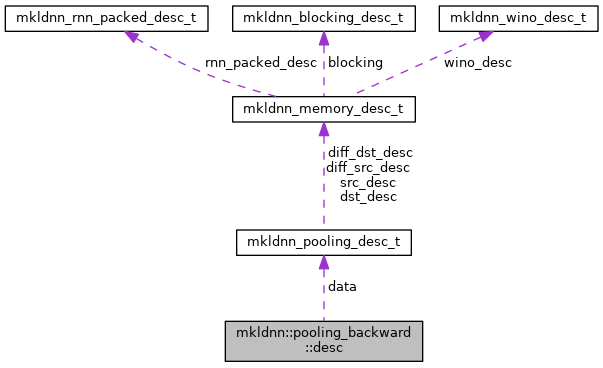 mkldnn_rnn_packed_desc_t
mkldnn_blocking_desc_t
mkldnn_wino_desc_t
rnn_packed_desc
blocking
wino_desc
mkldnn_memory_desc_t
diff_dst_desc
diff_src_desc
src_desc
dst_desc
mkldnn_pooling_desc_t
data
mkldnn::pooling_backward
::desc